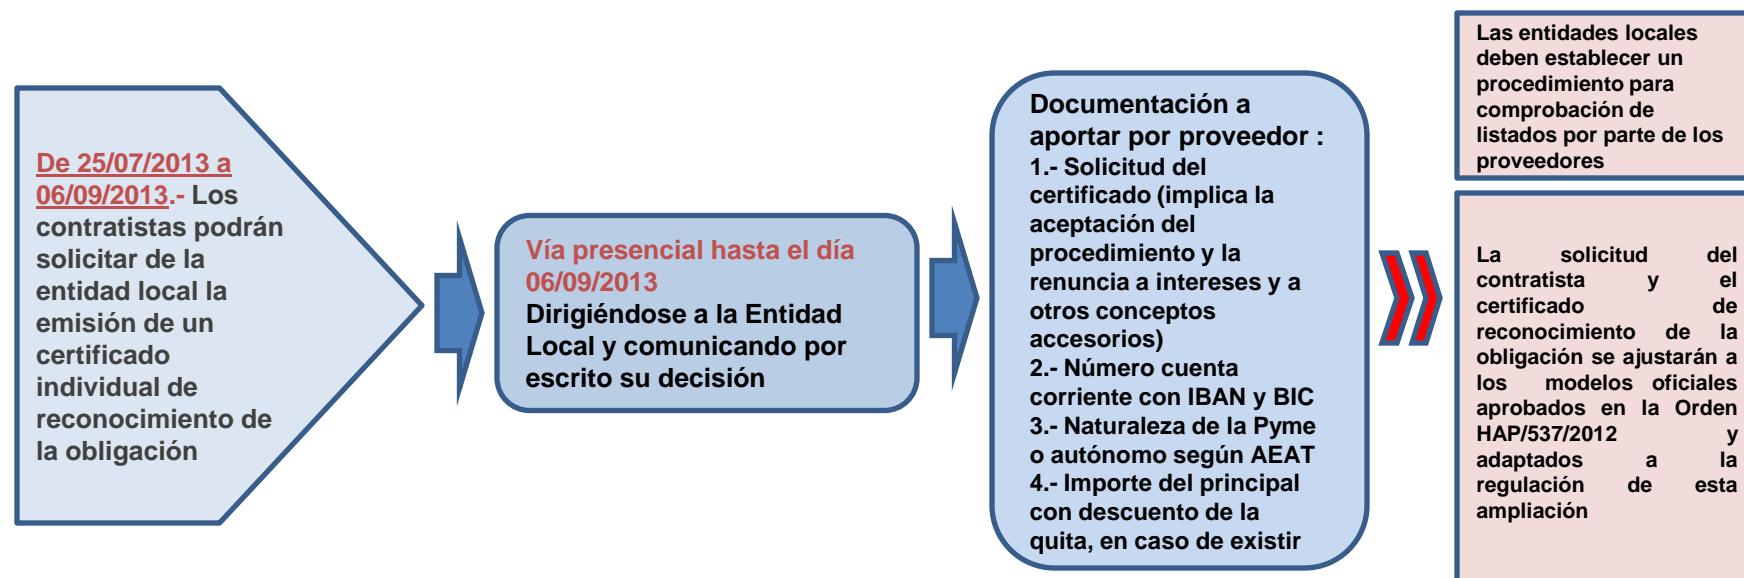 De 25/07/2013 a
06/09/2013.- Los
contratistas podrán
solicitar de la
entidad local la
emisión de un
certificado
individual de
reconocimiento de
la obligación
Vía presencial hasta el día
06/09/2013
Dirigiéndose a la Entidad
Local y comunicando por
escrito su decisión
Documentación a
aportar por proveedor :
1.- Solicitud del
certificado (implica la
aceptación del
procedimiento y la
renuncia a intereses y a
otros conceptos
accesorios)
2.- Número cuenta
corriente con IBAN y BIC
3.- Naturaleza de la Pyme
o autónomo según AEAT
4.- Importe del principal
con descuento de la
quita, en caso de existir
Las entidades locales
deben establecer un
procedimiento para
comprobación de
listados por parte de los
proveedores
La solicitud del
contratista y el
certificado de
reconocimiento de la
obligación se ajustarán a
los modelos oficiales
aprobados en la Orden
HAP/537/2012 y
adaptados a la
regulación de esta
ampliación